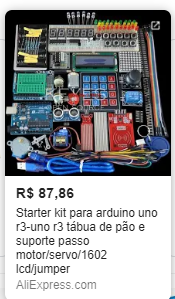 R$ 87,86
Starter kit para arduino uno
r3-uno r3 tábua de pão e
suporte passo
motor/servo/1602
lcd/jumper
AliExpress.com